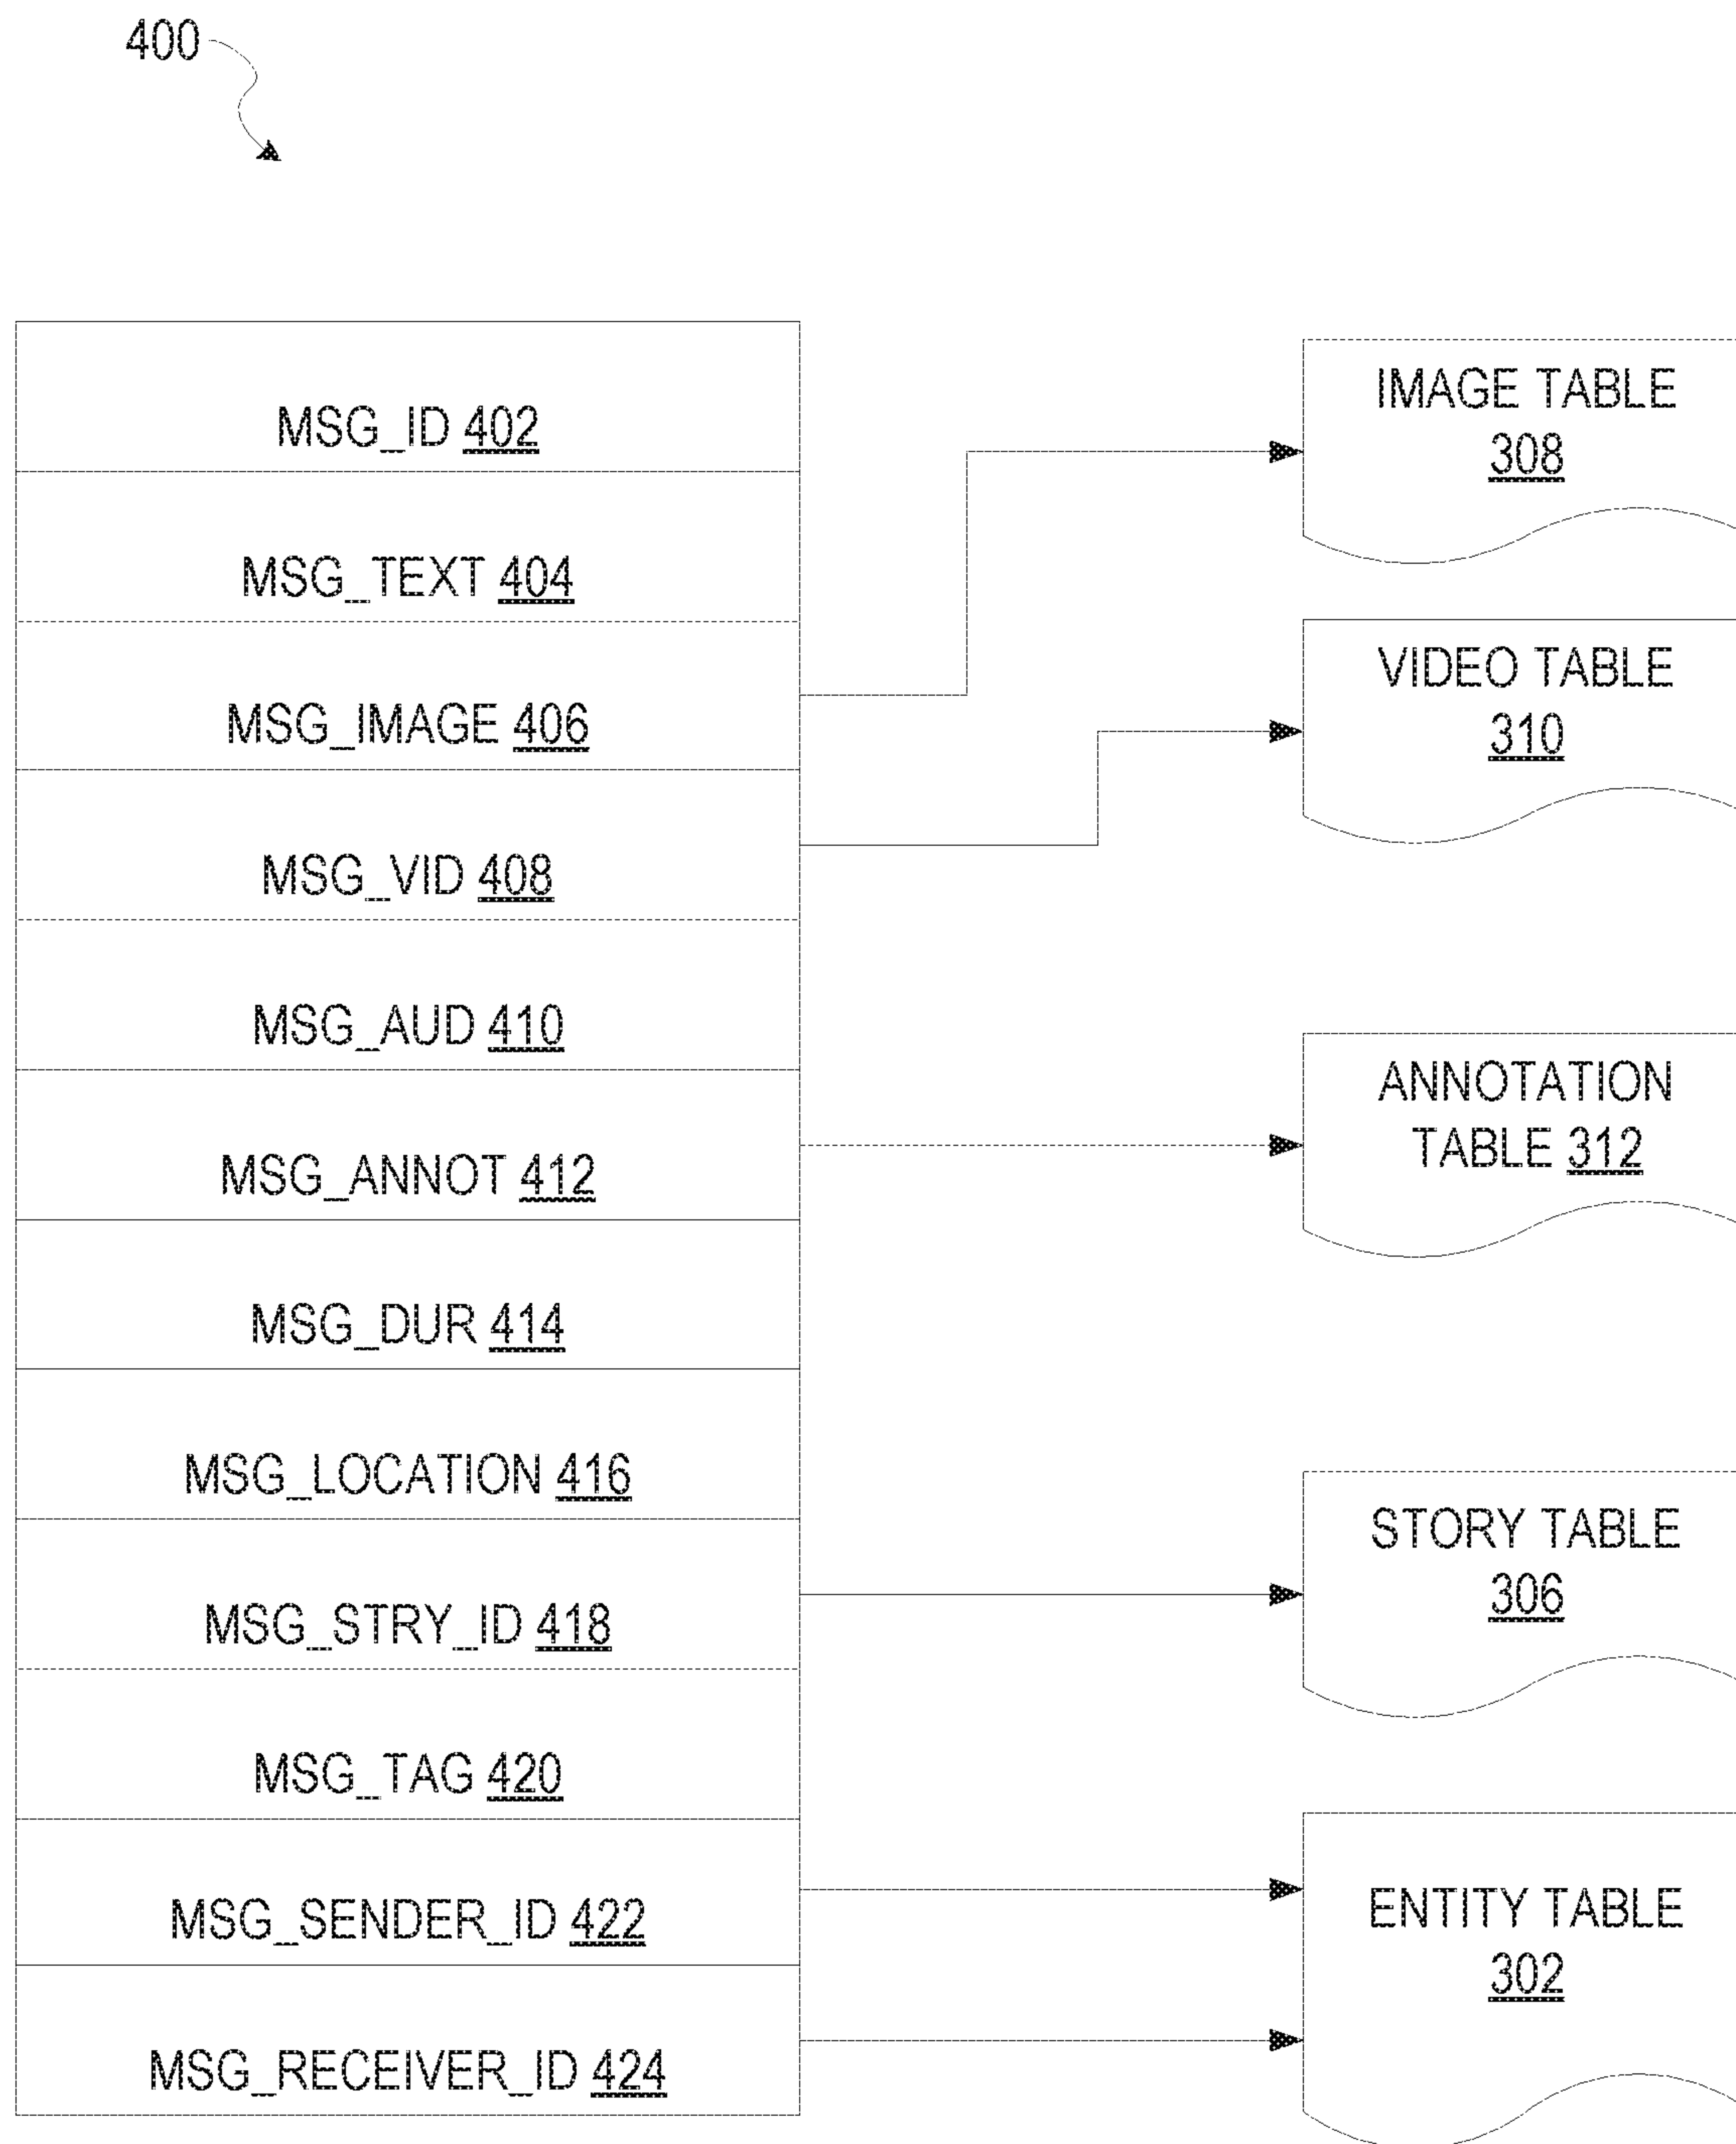 400
MSG_ID 402
MSG_TEXT 404
MSG_IMAGE 406
MSG_VID 408
MSG_AUD 410
MSG_ANNOT 412
MSG_DUR 414
MSG_LOCATION 416
MSG_STRY_ID 418
MSG_TAG 420
MSG_SENDER_ID 422
MSG_RECEIVER_ID 424
IMAGE TABLE
308
VIDEO TABLE
310
ANNOTATION
TABLE 312
STORY TABLE
306
ENTITY TABLE
302